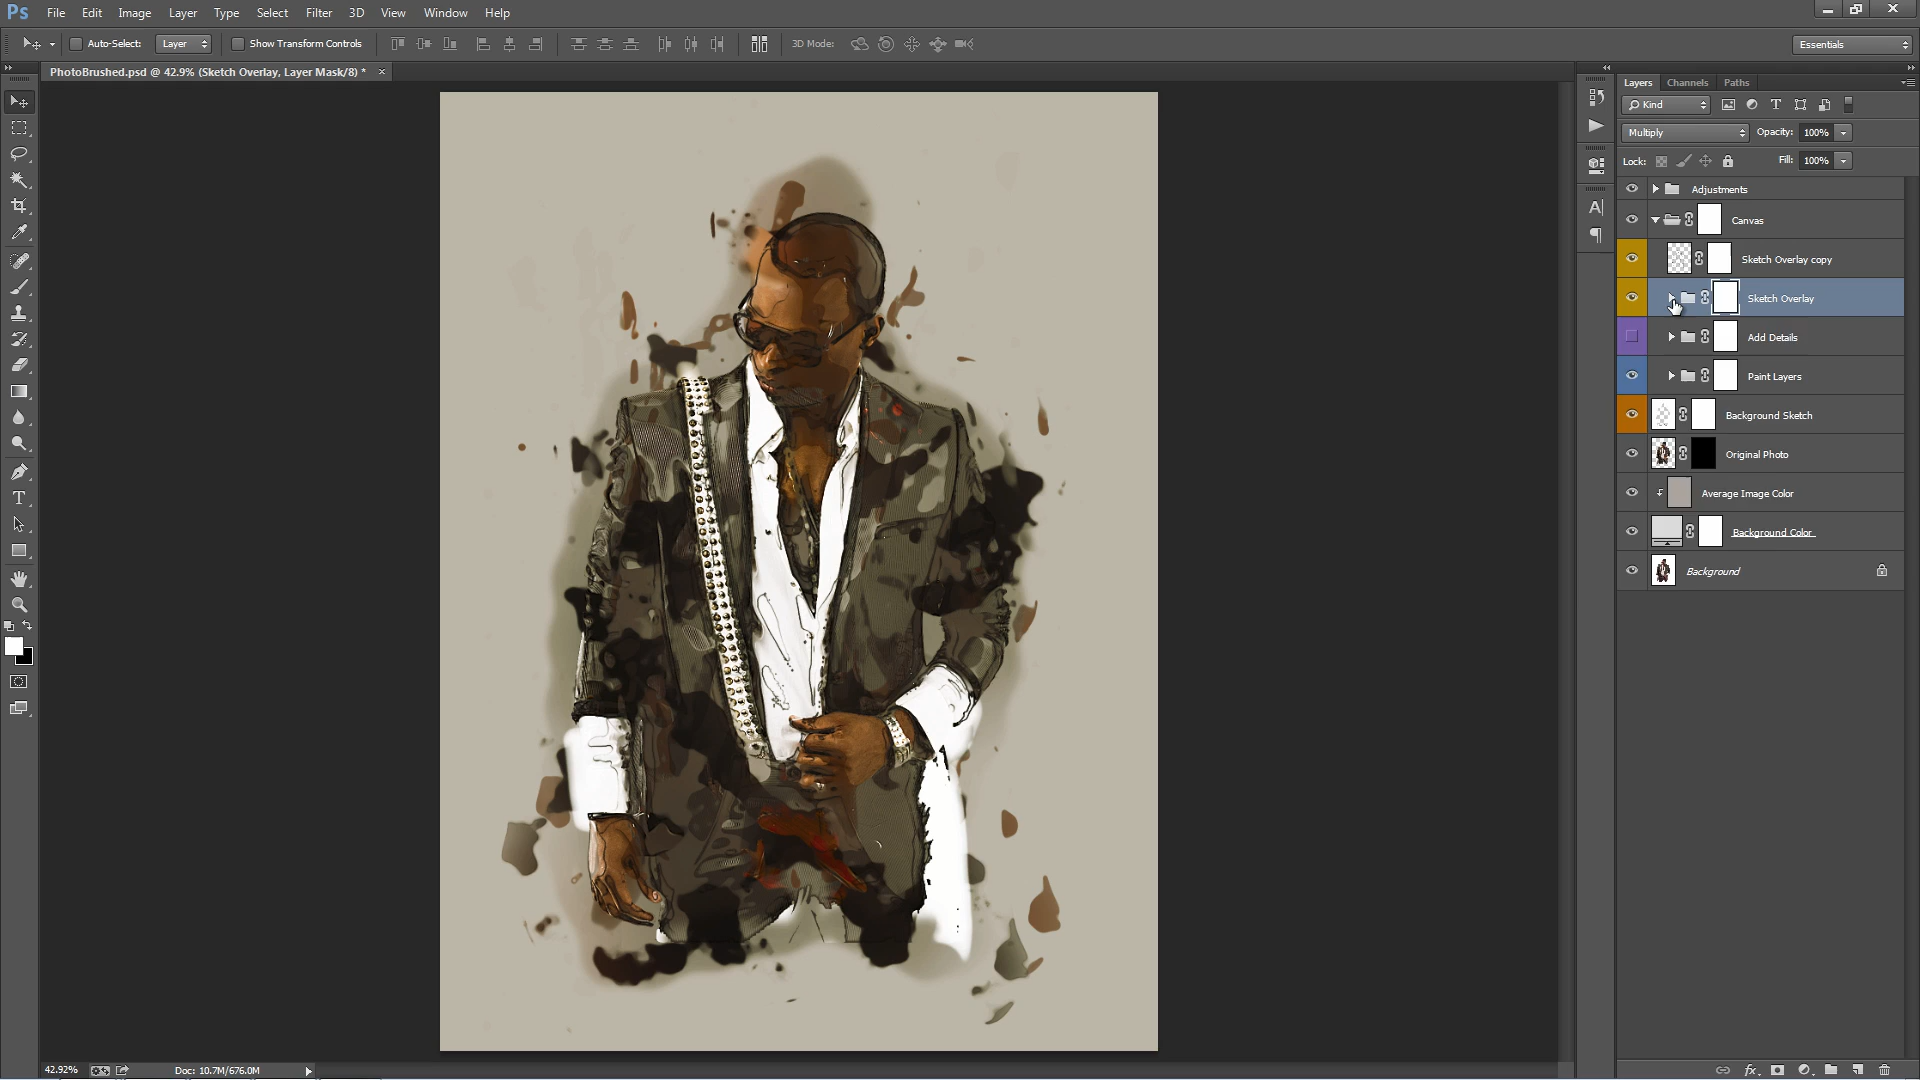 Ps File Edit Image Layer Type Select Filter 3D View Window Help
Auto-Select: Layer Show Transform Controls 3D Mode: Essentials
PhotoBrushed.psd @ 42.9% (Sketch Overlay, Layer Mask/8) * ×
Layers Channels Paths
Kind
Multiply Opacity: 100%
Lock: Fill: 100%
Adjustments
Canvas
Sketch Overlay copy
Sketch Overlay
Add Details
Paint Layers
Background Sketch
Original Photo
Average Image Color
Background Color
Background
42.92% Doc: 10.7M/676.0M